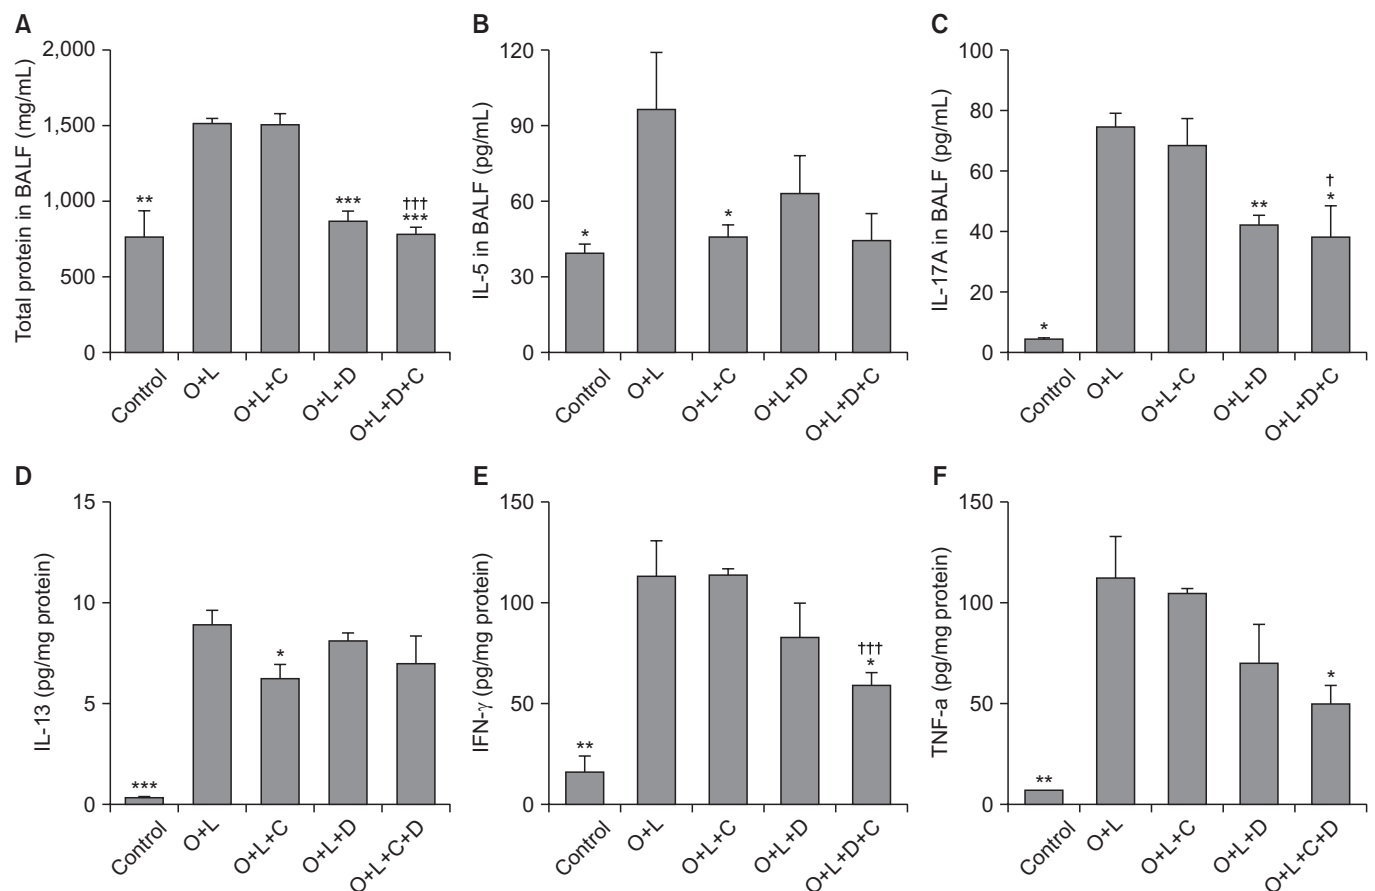 A
Total protein in BALF (mg/mL)
2,000
1,500
1,000
500
0
**
***
†††
***
Control
O+L
O+L+C
O+L+D
O+L+D+C
B
IL-5 in BALF (pg/mL)
120
90
60
30
0
*
*
Control
O+L
O+L+C
O+L+D
O+L+D+C
C
IL-17A in BALF (pg/mL)
100
80
60
40
20
0
*
**
†
*
Control
O+L
O+L+C
O+L+D
O+L+D+C
D
IL-13 (pg/mg protein)
15
10
5
0
***
*
Control
O+L
O+L+C
O+L+D
O+L+C+D
E
IFN-γ (pg/mg protein)
150
100
50
0
**
†††
*
Control
O+L
O+L+C
O+L+D
O+L+D+C
F
TNF-a (pg/mg protein)
150
100
50
0
**
*
Control
O+L
O+L+C
O+L+D
O+L+C+D